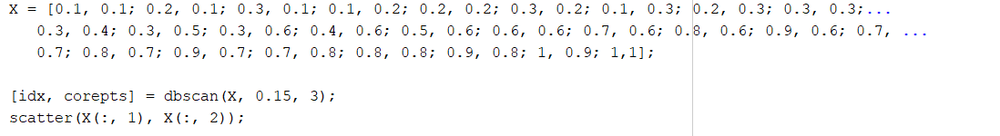 X = [0.1, 0.1; 0.2, 0.1; 0.3, 0.1; 0.1, 0.2; 0.2, 0.2; 0.3, 0.2; 0.1, 0.3; 0.2, 0.3; 0.3, 0.3;...
0.3, 0.4; 0.3, 0.5; 0.3, 0.6; 0.4, 0.6; 0.5, 0.6; 0.6, 0.6; 0.7, 0.6; 0.8, 0.6; 0.9, 0.6; 0.7, ...
0.7; 0.8, 0.7; 0.9, 0.7; 0.7, 0.8; 0.8, 0.8; 0.9, 0.8; 1, 0.9; 1,1];
[idx, corepts] = dbscan(X, 0.15, 3);
scatter(X(:, 1), X(:, 2));